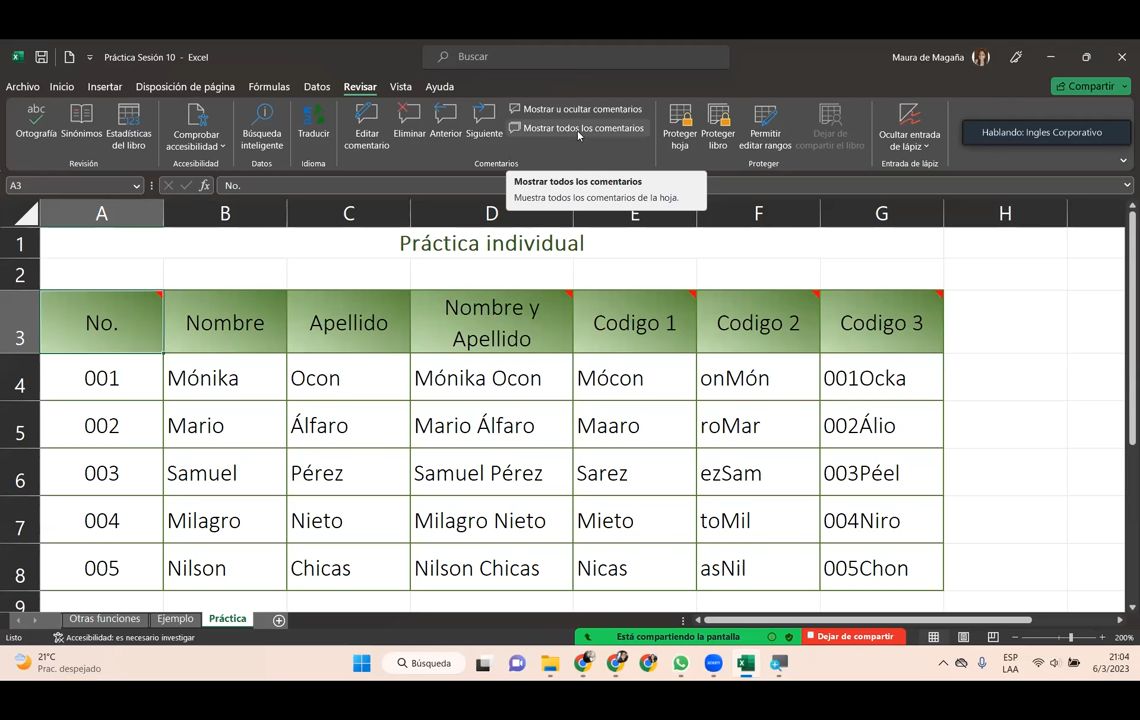 Práctica Sesión 10 - Excel
Buscar
Maura de Magaña
Archivo Inicio Insertar Disposición de página Fórmulas Datos Revisar Vista Ayuda
Compartir
abc
Ortografía Sinónimos Estadísticas del libro
Revisión
Comprobar accesibilidad
Accesibilidad
Búsqueda inteligente
Datos
Traducir
Idioma
Editar comentario
Eliminar Anterior Siguiente
Mostrar u ocultar comentarios
Mostrar todos los comentarios
Comentarios
Proteger hoja
Proteger libro
Permitir editar rangos
Dejar de compartir el libro
Proteger
Ocultar entrada de lápiz
Entrada de lápiz
Hablando: Ingles Corporativo
A3
fx No.
Mostrar todos los comentarios
Muestra todos los comentarios de la hoja.
A B C D E F G H
1 Práctica individual
2
3 No. Nombre Apellido Nombre y Apellido Codigo 1 Codigo 2 Codigo 3
4 001 Mónika Ocon Mónika Ocon Mócon onMón 001Ocka
5 002 Mario Álfaro Mario Álfaro Maaro roMar 002Álio
6 003 Samuel Pérez Samuel Pérez Sarez ezSam 003Péel
7 004 Milagro Nieto Milagro Nieto Mieto toMil 004Niro
8 005 Nilson Chicas Nilson Chicas Nicas asNil 005Chon
9
Otras funciones Ejemplo Práctica
Listo
Accesibilidad: es necesario investigar
Está compartiendo la pantalla
Dejar de compartir
200%
21°C
Prac. despejado
Búsqueda
zoom
ESP
LAA
21:04
6/3/2023